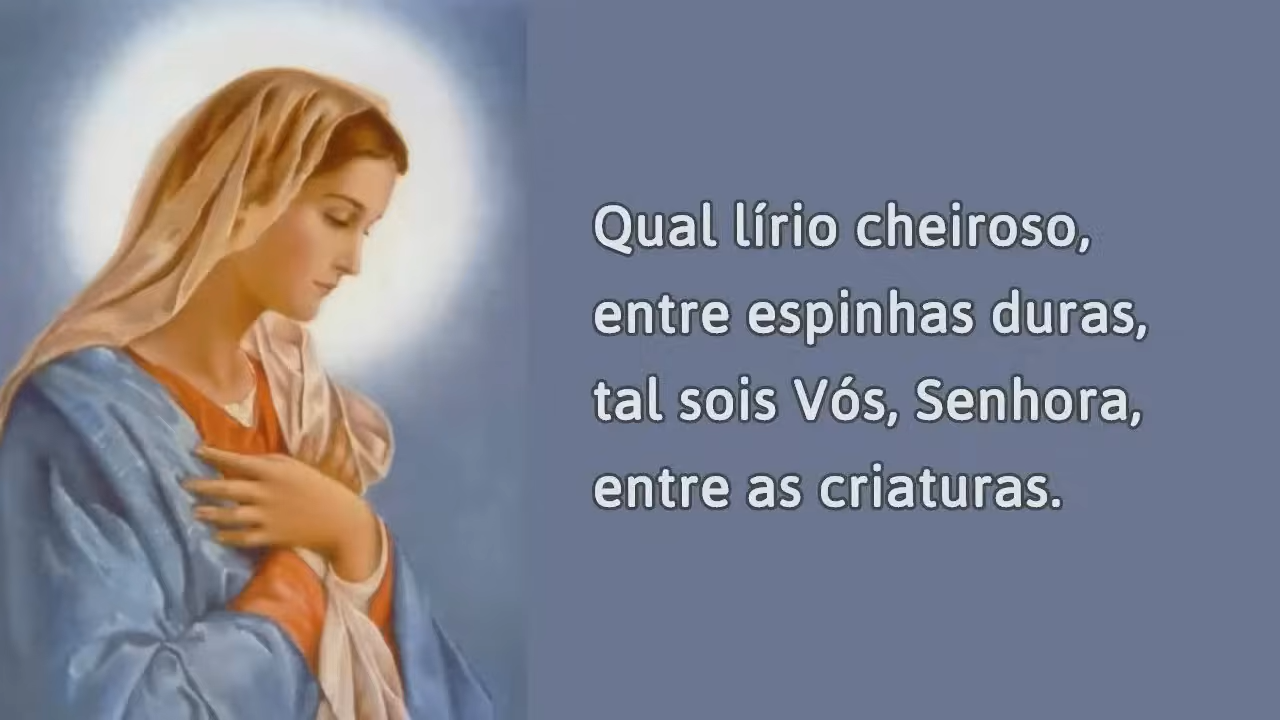 Qual lírio cheiroso,
entre espinhas duras,
tal sois Vós, Senhora,
entre as criaturas.